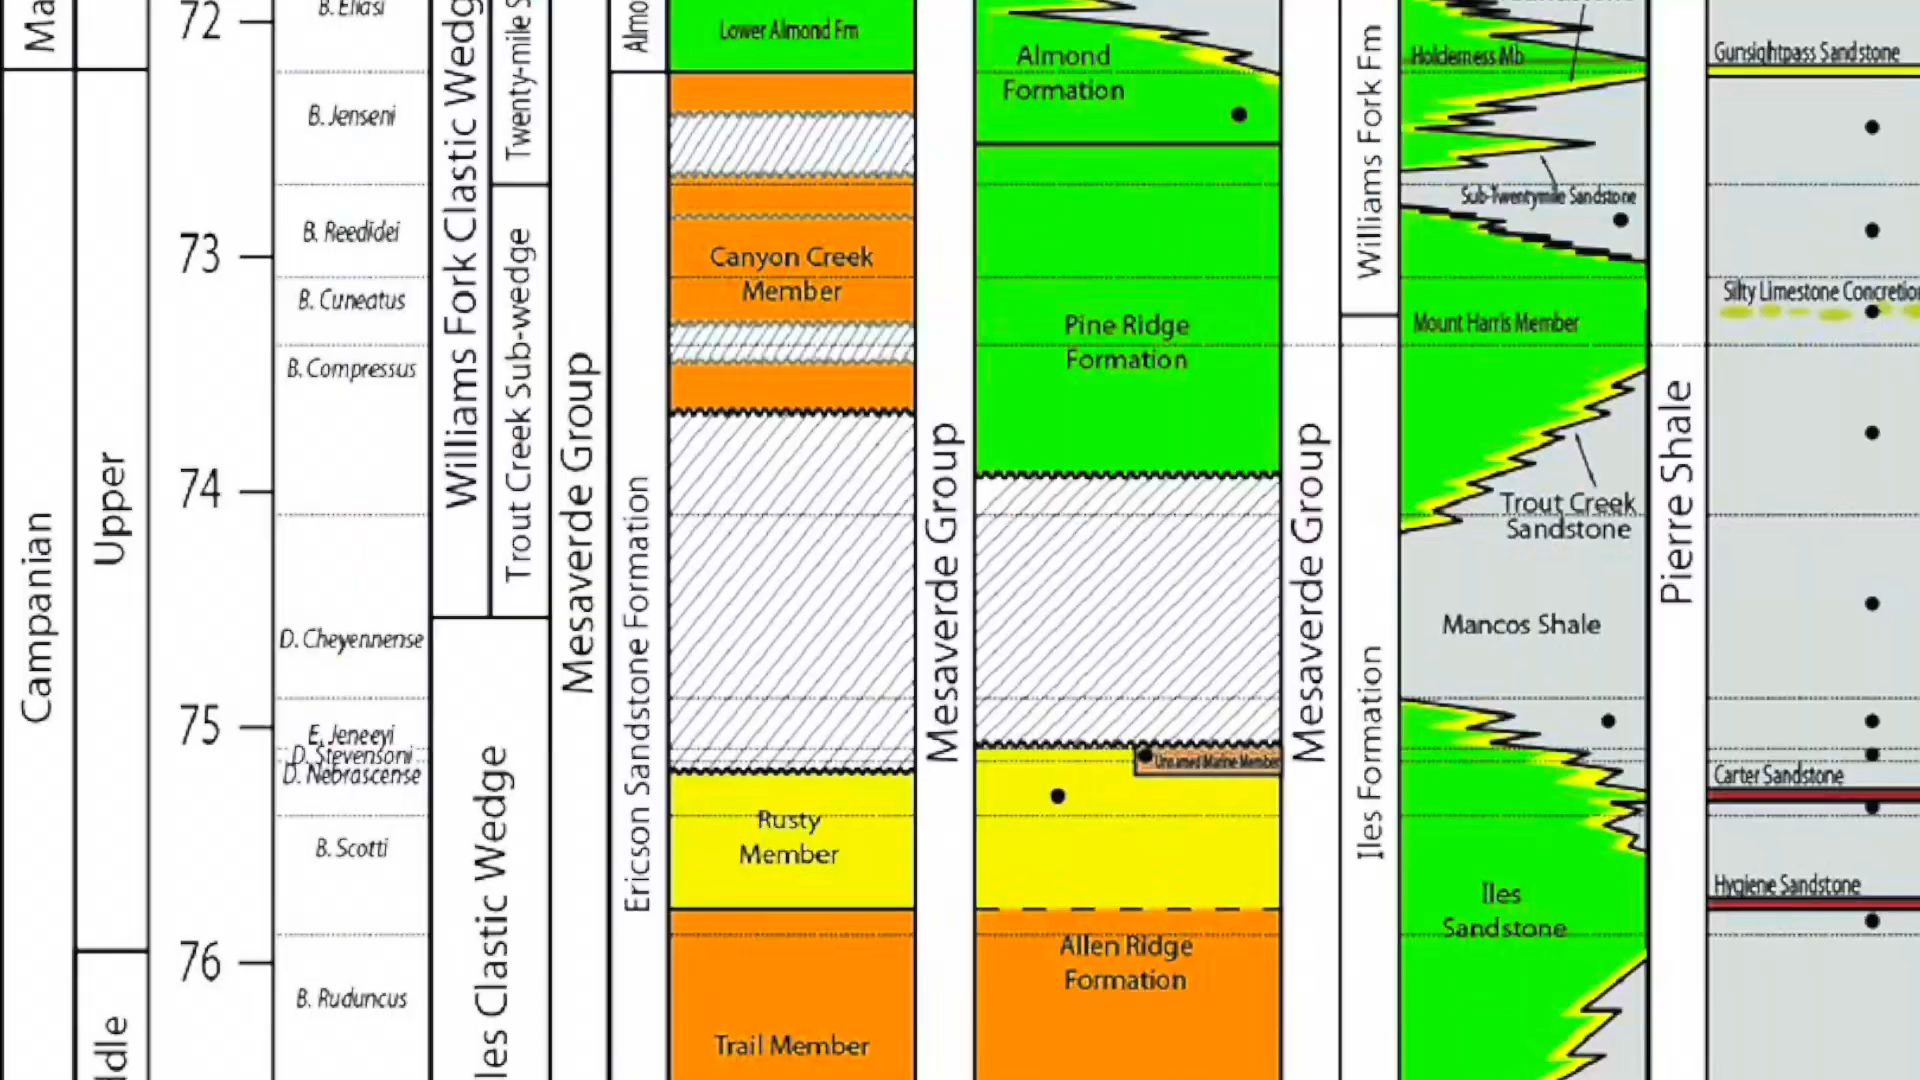 Ma
Campanian
Upper
ddle
72
73
74
75
76
B. Eliasi
B. Jenseni
B. Reedidei
B. Cuneatus
B. Compressus
D. Cheyennense
E. Jeneeyi
D. Stevensoni
D. Nebrascense
B. Scotti
B. Ruduncus
Williams Fork Clastic Wedg
les Clastic Wedge
Twenty-mile S
Trout Creek Sub-wedge
Mesaverde Group
Almo
Ericson Sandstone Formation
Lower Almond Fm
Canyon Creek
Member
Rusty
Member
Trail Member
Mesaverde Group
Almond
Formation
Pine Ridge
Formation
Unnamed Marine Member
Allen Ridge
Formation
Mesaverde Group
Williams Fork Fm
Iles Formation
Holderness Mb
Sub-Twentymile Sandstone
Mount Harris Member
Trout Creek
Sandstone
Mancos Shale
Iles
Sandstone
Pierre Shale
Gunsightpass Sandstone
Silty Limestone Concretion
Carter Sandstone
Hygiene Sandstone